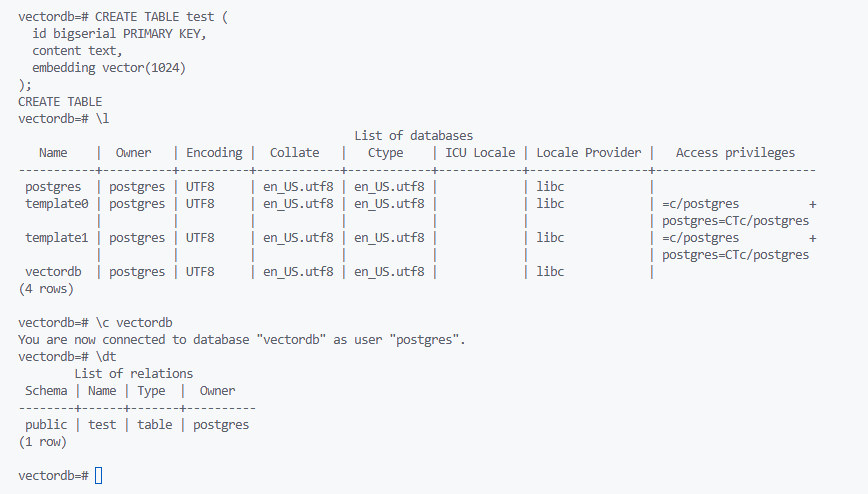 vectordb=# CREATE TABLE test (
  id bigserial PRIMARY KEY,
  content text,
  embedding vector(1024)
);
CREATE TABLE
vectordb=# \l
                                             List of databases
   Name    |  Owner   | Encoding |  Collate   |   Ctype    | ICU Locale | Locale Provider |   Access privileges
-----------+----------+----------+------------+------------+------------+-----------------+-----------------------
 postgres  | postgres | UTF8     | en_US.utf8 | en_US.utf8 |            | libc            |
 template0 | postgres | UTF8     | en_US.utf8 | en_US.utf8 |            | libc            | =c/postgres          +
           |          |          |            |            |            |                 | postgres=CTc/postgres
 template1 | postgres | UTF8     | en_US.utf8 | en_US.utf8 |            | libc            | =c/postgres          +
           |          |          |            |            |            |                 | postgres=CTc/postgres
 vectordb  | postgres | UTF8     | en_US.utf8 | en_US.utf8 |            | libc            |
(4 rows)
vectordb=# \c vectordb
You are now connected to database "vectordb" as user "postgres".
vectordb=# \dt
        List of relations
 Schema | Name | Type  |  Owner
--------+------+-------+----------
 public | test | table | postgres
(1 row)
vectordb=#